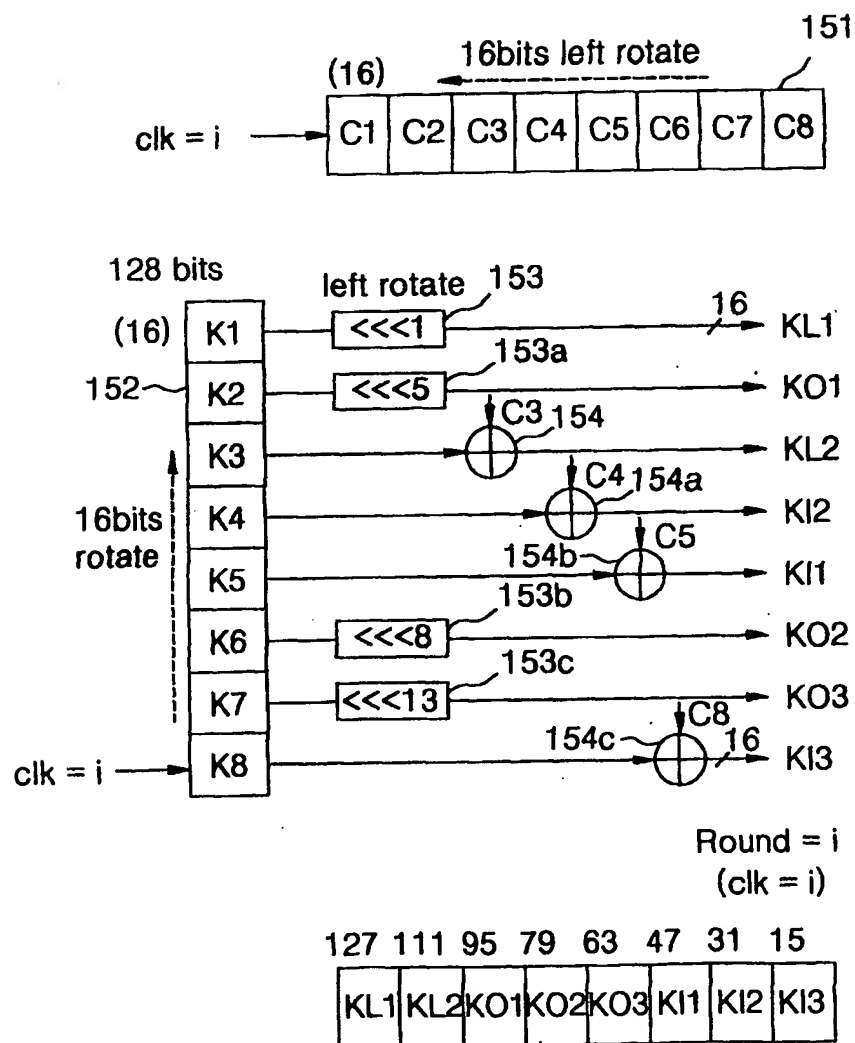 151
16bits left rotate
(16)
clk = i
C1 C2 C3 C4 C5 C6 C7 C8
128 bits
left rotate
153
(16)
K1
<<<1
16
KL1
153a
152
K2
<<<5
KO1
C3
154
K3
KL2
C4
154a
K4
KI2
16bits
rotate
C5
154b
K5
KI1
153b
K6
<<<8
KO2
153c
K7
<<<13
KO3
C8
154c
16
clk = i
K8
KI3
Round = i
(clk = i)
127 111 95 79 63 47 31 15
KL1 KL2 KO1 KO2 KO3 KI1 KI2 KI3